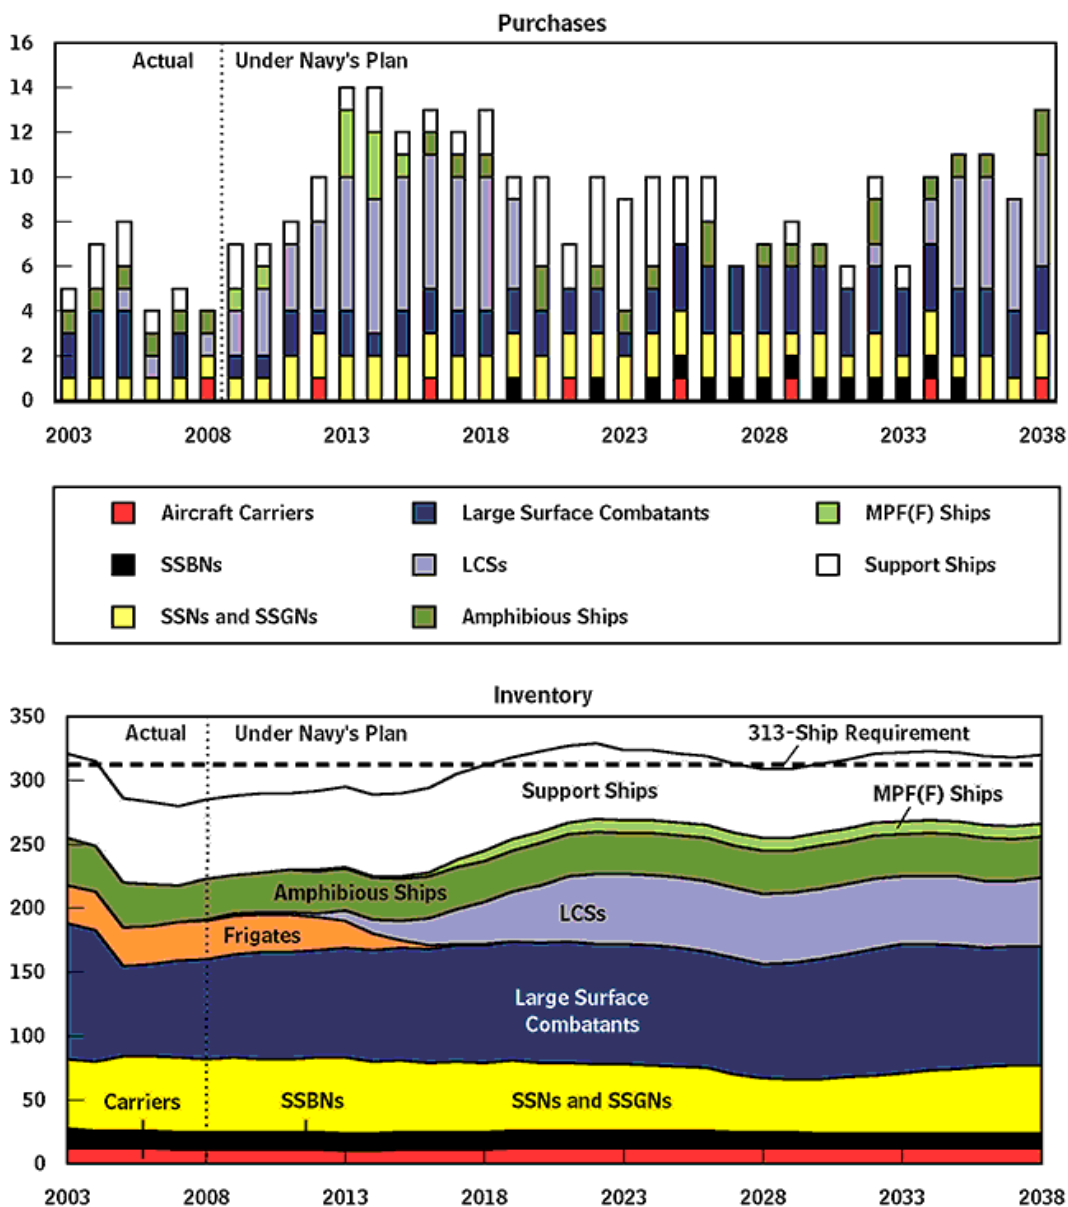 Purchases
16
Actual
Under Navy's Plan
14
12
10
8
6
4
2
0
2003 2008 2013 2018 2023 2028 2033 2038
Aircraft Carriers
Large Surface Combatants
MPF(F) Ships
SSBNs
LCSs
Support Ships
SSNs and SSGNs
Amphibious Ships
Inventory
350
Actual
Under Navy's Plan
313-Ship Requirement
300
Support Ships
MPF(F) Ships
250
Amphibious Ships
200
LCSs
Frigates
150
Large Surface
Combatants
100
50
Carriers
SSBNs
SSNs and SSGNs
0
2003 2008 2013 2018 2023 2028 2033 2038